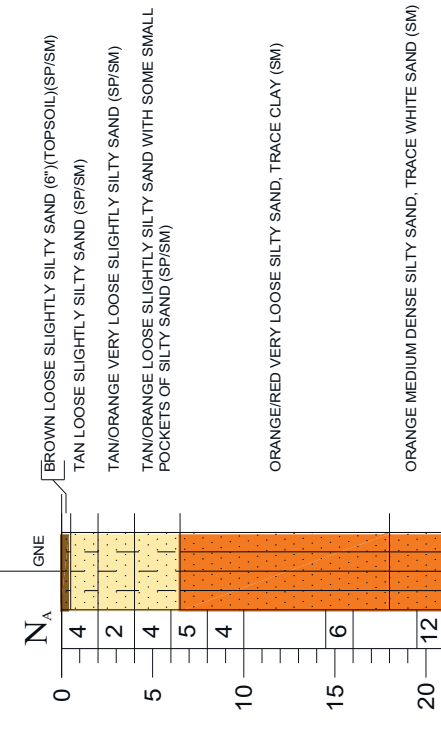 GNE
N_A
BROWN LOOSE SLIGHTLY SILTY SAND (6")(TOPSOIL)(SP/SM)
TAN LOOSE SLIGHTLY SILTY SAND (SP/SM)
TAN/ORANGE VERY LOOSE SLIGHTLY SILTY SAND (SP/SM)
TAN/ORANGE LOOSE SLIGHTLY SILTY SAND WITH SOME SMALL
POCKETS OF SILTY SAND (SP/SM)
ORANGE/RED VERY LOOSE SILTY SAND, TRACE CLAY (SM)
ORANGE MEDIUM DENSE SILTY SAND, TRACE WHITE SAND (SM)
4
2
4
5
4
6
12
0
5
10
15
20